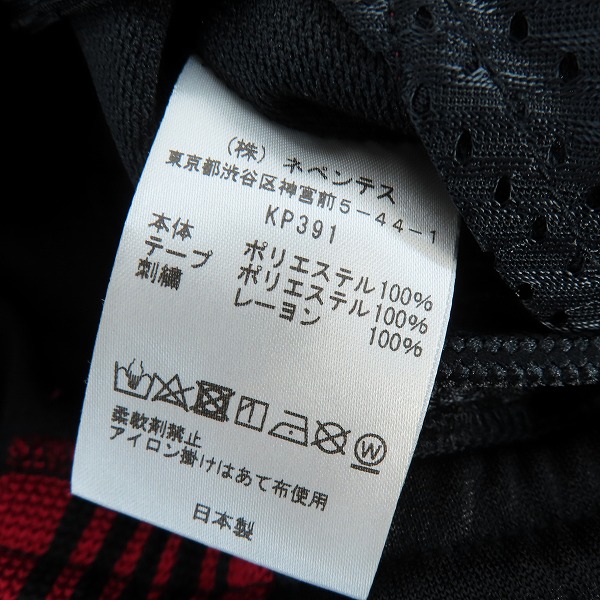 (株) ネペンテス
東京都渋谷区神宮前5-44-1
KP391
本体 ポリエステル100%
テープ ポリエステル100%
刺繍 レーヨン 100%
W
柔軟剤禁止
アイロン掛けはあて布使用
日本製